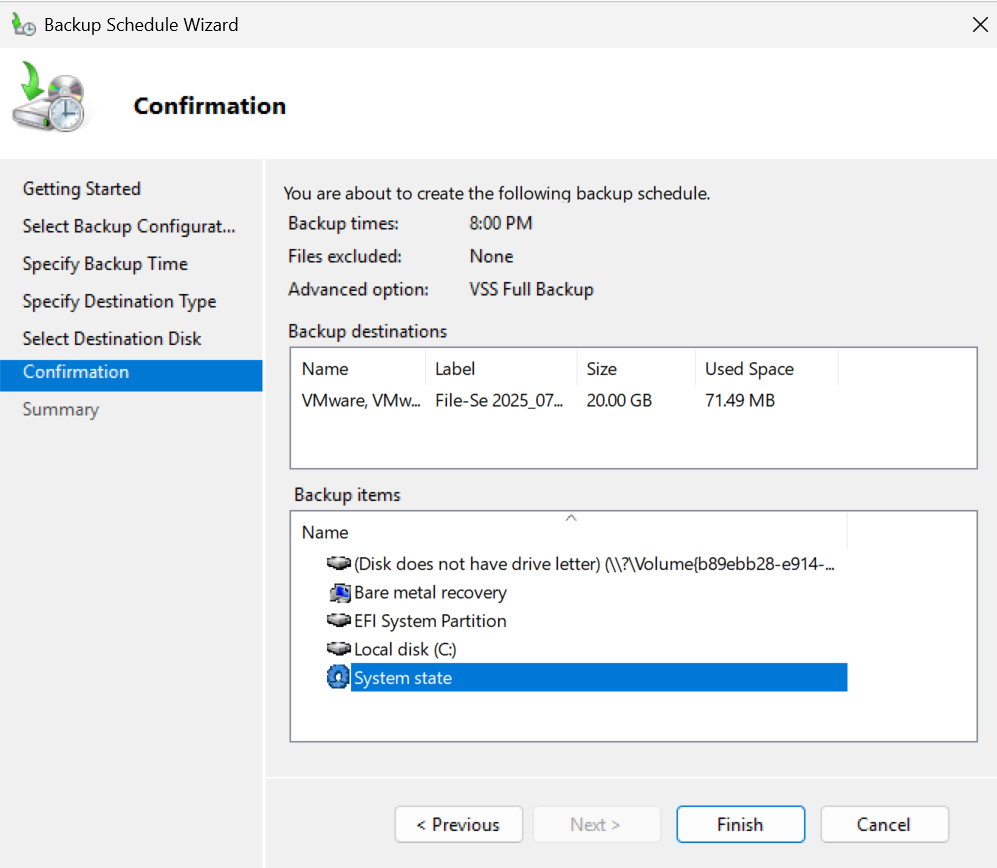 Backup Schedule Wizard
Confirmation
Getting Started
Select Backup Configurat...
Specify Backup Time
Specify Destination Type
Select Destination Disk
Confirmation
Summary
You are about to create the following backup schedule.
Backup times: 8:00 PM
Files excluded: None
Advanced option: VSS Full Backup
Backup destinations
Name Label Size Used Space
VMware, VMw... File-Se 2025_07... 20.00 GB 71.49 MB
Backup items
Name
(Disk does not have drive letter) (\\?\Volume{b89ebb28-e914-...
Bare metal recovery
EFI System Partition
Local disk (C:)
System state
< Previous Next > Finish Cancel